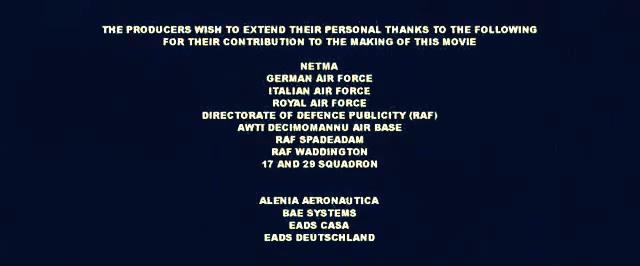 THE PRODUCERS WISH TO EXTEND THEIR PERSONAL THANKS TO THE FOLLOWING
FOR THEIR CONTRIBUTION TO THE MAKING OF THIS MOVIE
NETMA
GERMAN AIR FORCE
ITALIAN AIR FORCE
ROYAL AIR FORCE
DIRECTORATE OF DEFENCE PUBLICITY (RAF)
AWTI DECIMOMANNU AIR BASE
RAF SPADEADAM
RAF WADDINGTON
17 AND 29 SQUADRON
ALENIA AERONAUTICA
BAE SYSTEMS
EADS CASA
EADS DEUTSCHLAND